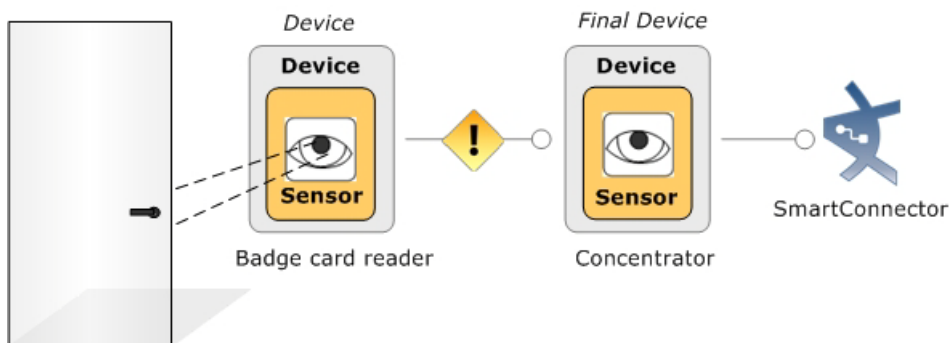 Device
Final Device
Device
Device
!
Sensor
Sensor
Badge card reader
Concentrator
SmartConnector